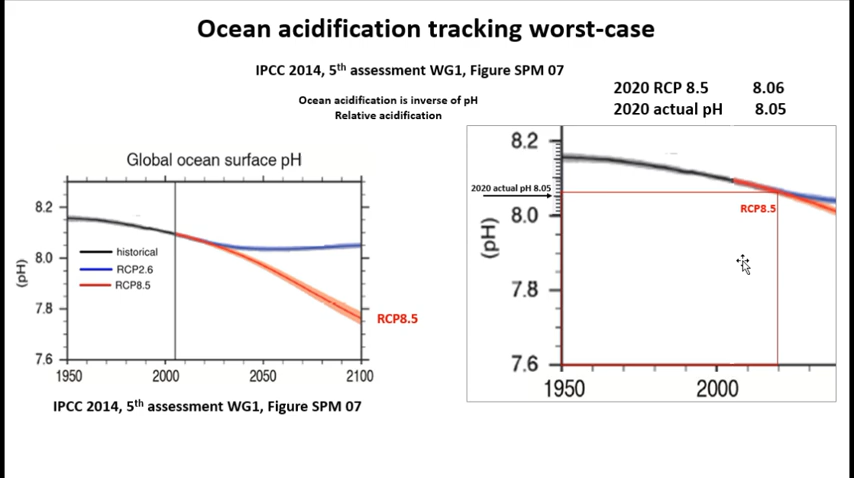 Ocean acidification tracking worst-case
IPCC 2014, 5th assessment WG1, Figure SPM 07
Ocean acidification is inverse of pH
Relative acidification
2020 RCP 8.5 8.06
2020 actual pH 8.05
Global ocean surface pH
8.2
8.0
7.8
7.6
(pH)
historical
RCP2.6
RCP8.5
RCP8.5
1950 2000 2050 2100
IPCC 2014, 5th assessment WG1, Figure SPM 07
8.2
2020 actual pH 8.05
8.0
7.8
7.6
(pH)
RCP8.5
1950 2000